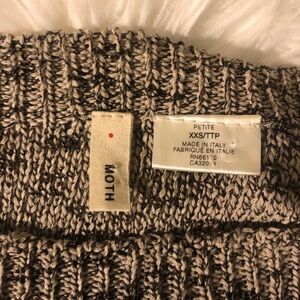 MOTH
PETITE
XXS/TTP
MADE IN ITALY
FABRIQUÉ EN ITALIE